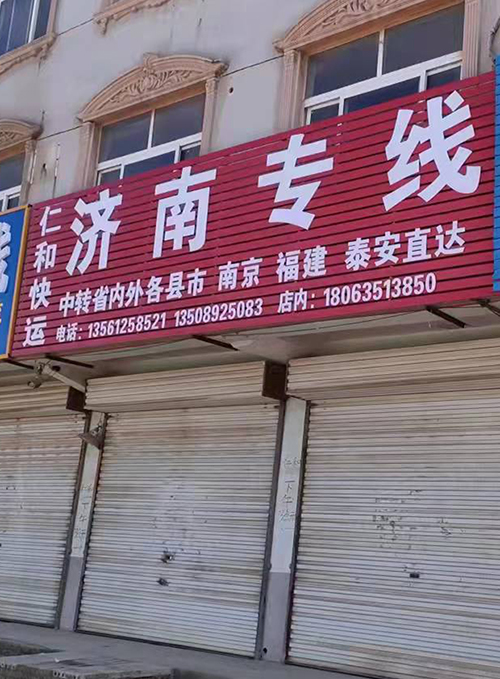 仁和快运
济南专线
中转省内外各县市 南京 福建 泰安直达
电话：13561258521 13508925083 店内：18063513850